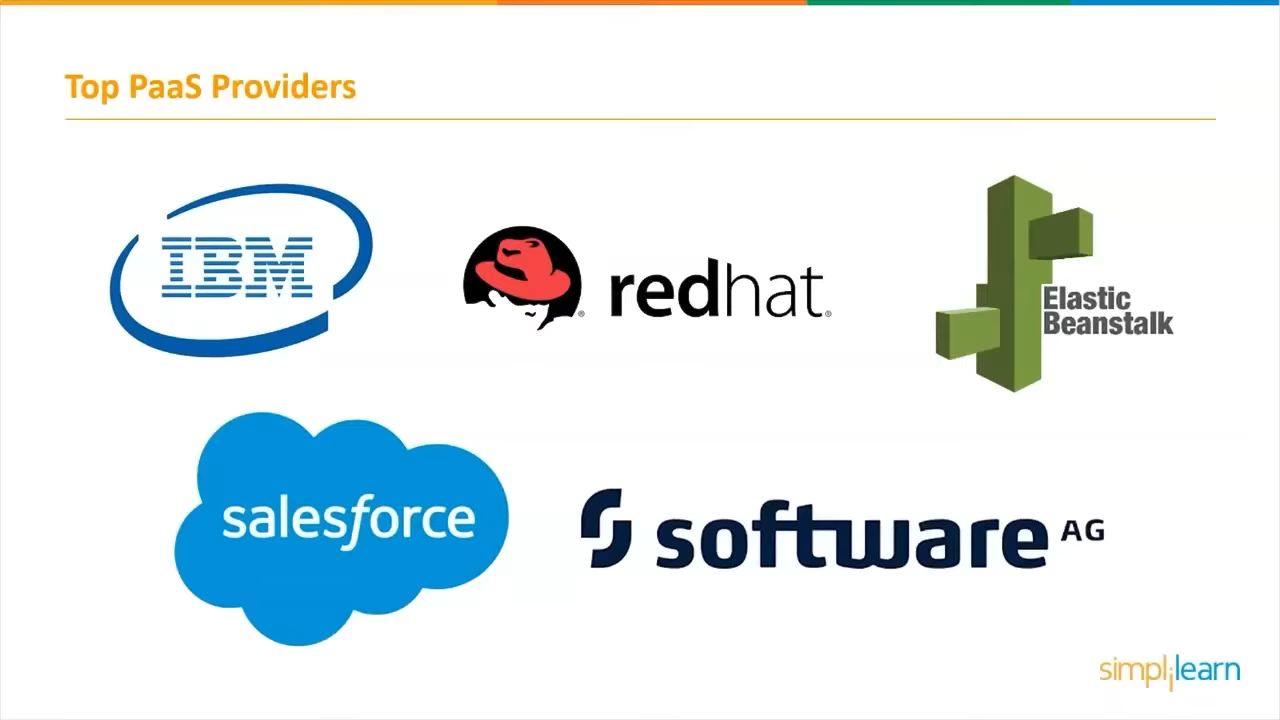 Top PaaS Providers
IBM
redhat.
Elastic
Beanstalk
salesforce
software AG
simplilearn